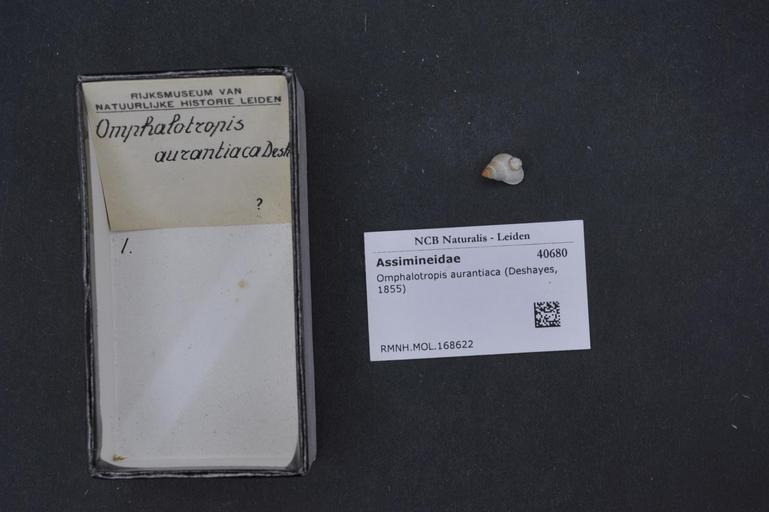 RIJKSMUSEUM VAN
NATUURLIJKE HISTORIE LEIDEN
Omphalotropis
aurantiaca Desh
?
1.
NCB Naturalis - Leiden
Assimineidae 40680
Omphalotropis aurantiaca (Deshayes,
1855)
RMNH.MOL.168622